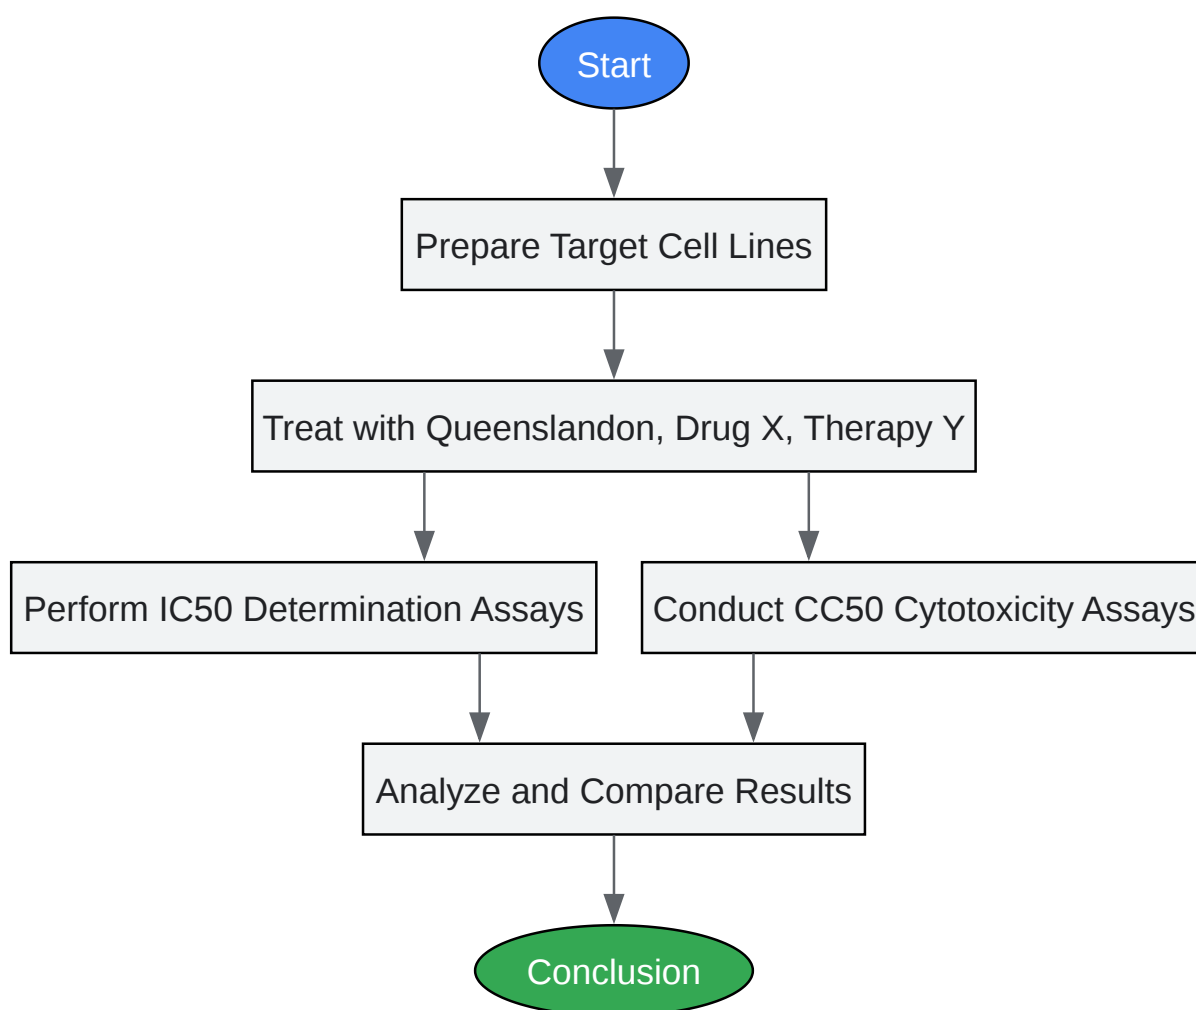 Start
Prepare Target Cell Lines
Treat with Queenslandon, Drug X, Therapy Y
Perform IC50 Determination Assays
Conduct CC50 Cytotoxicity Assays
Analyze and Compare Results
Conclusion